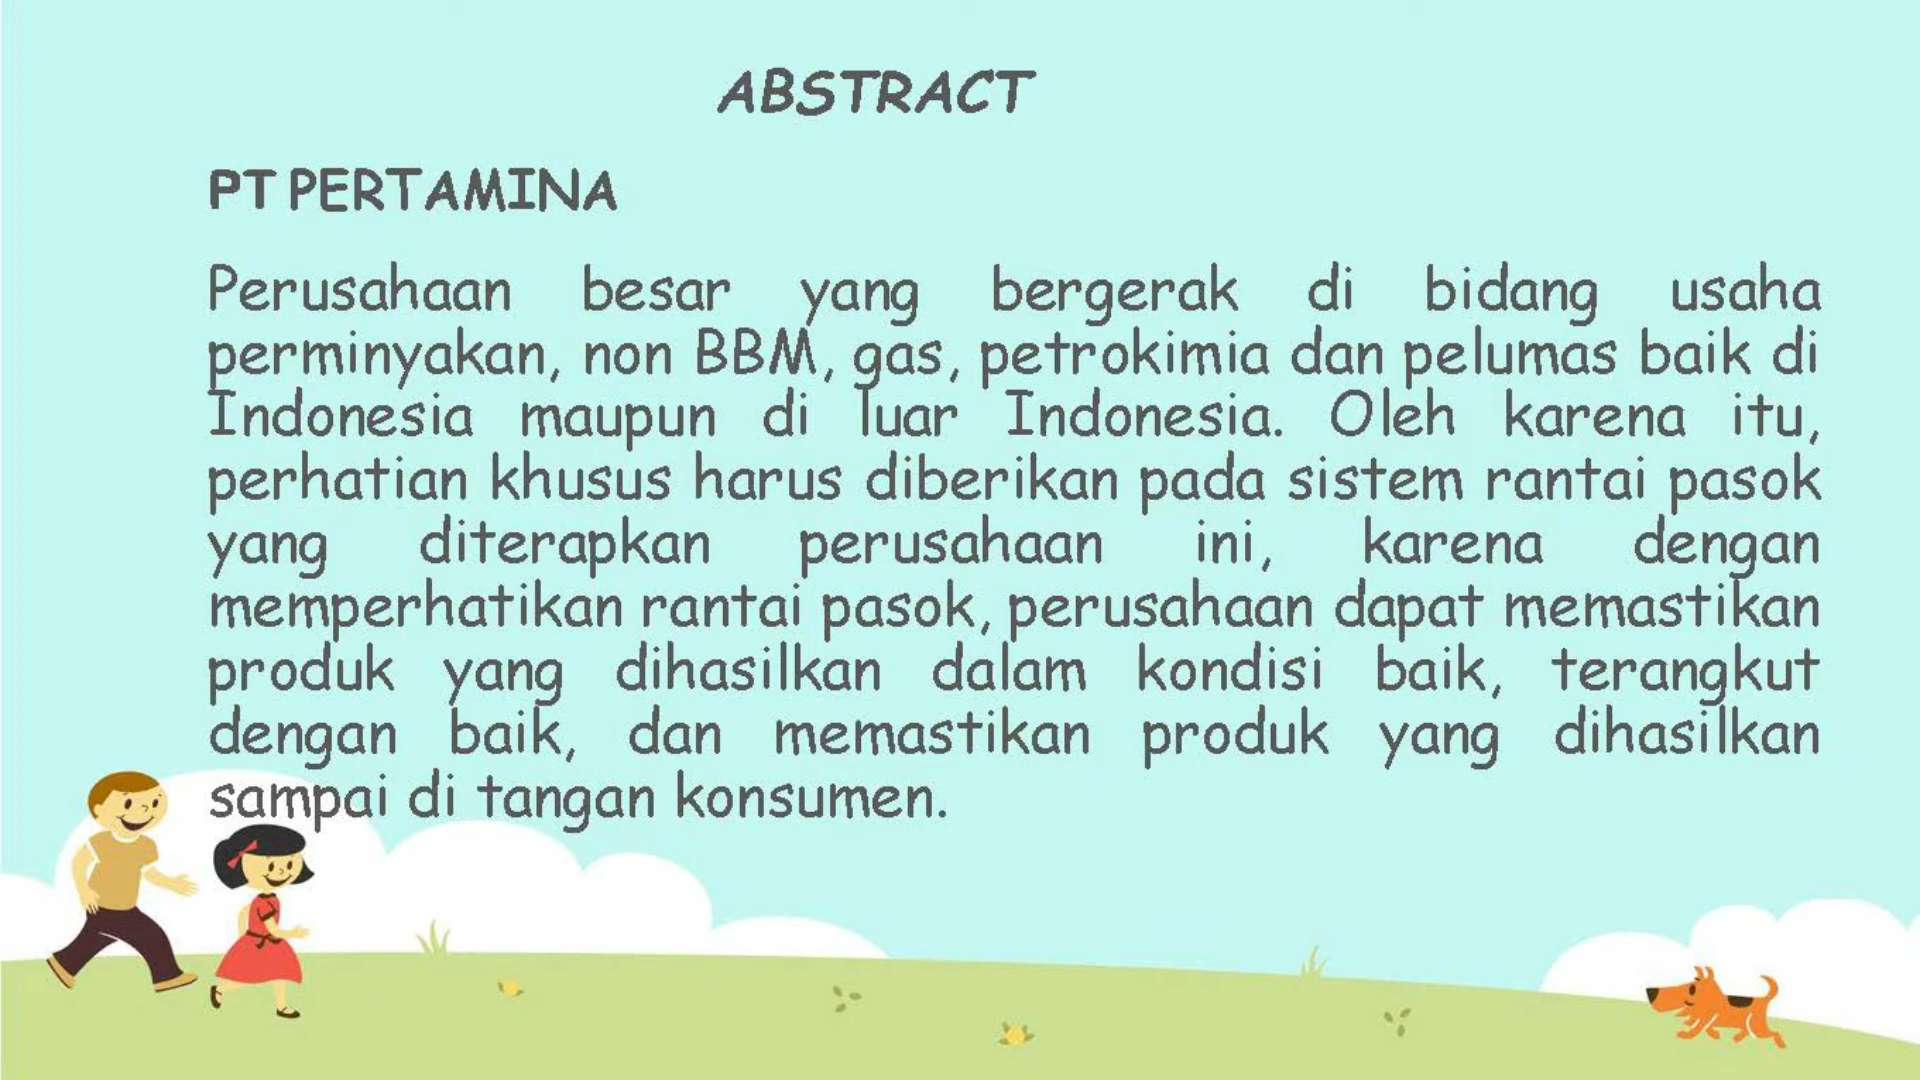 ABSTRACT
PT PERTAMINA
Perusahaan besar yang bergerak di bidang usaha
perminyakan, non BBM, gas, petrokimia dan pelumas baik di
Indonesia maupun di luar Indonesia. Oleh karena itu,
perhatian khusus harus diberikan pada sistem rantai pasok
yang diterapkan perusahaan ini, karena dengan
memperhatikan rantai pasok, perusahaan dapat memastikan
produk yang dihasilkan dalam kondisi baik, terangkut
dengan baik, dan memastikan produk yang dihasilkan
sampai di tangan konsumen.